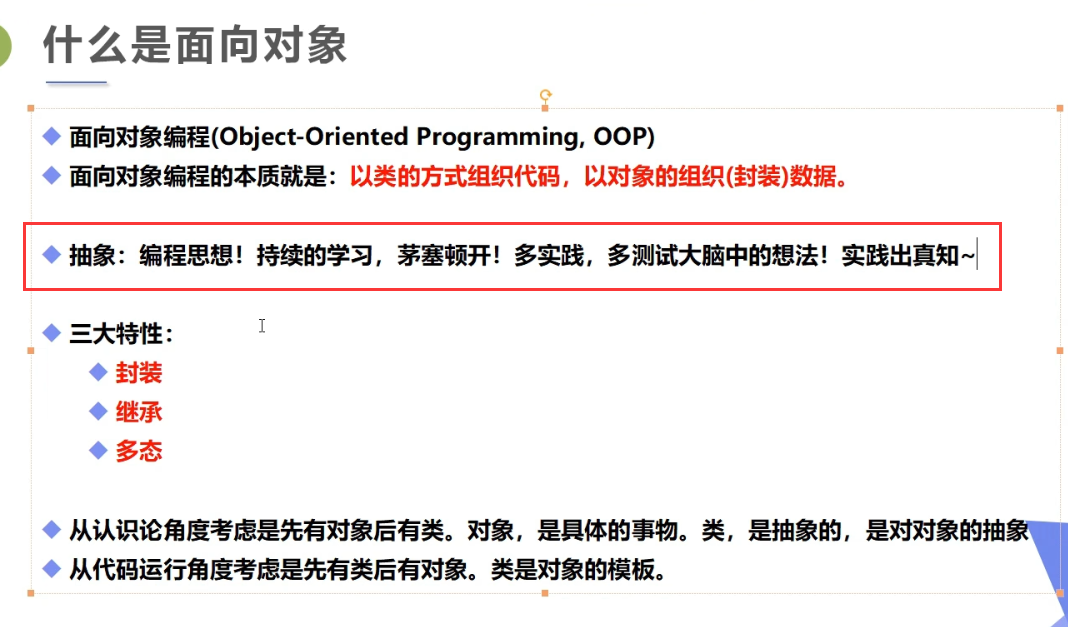 什么是面向对象
面向对象编程(Object-Oriented Programming, OOP)
面向对象编程的本质就是：以类的方式组织代码，以对象的组织(封装)数据。
抽象：编程思想！持续的学习，茅塞顿开！多实践，多测试大脑中的想法！实践出真知~
三大特性：
封装
继承
多态
从认识论角度考虑是先有对象后有类。对象，是具体的事物。类，是抽象的，是对对象的抽象
从代码运行角度考虑是先有类后有对象。类是对象的模板。